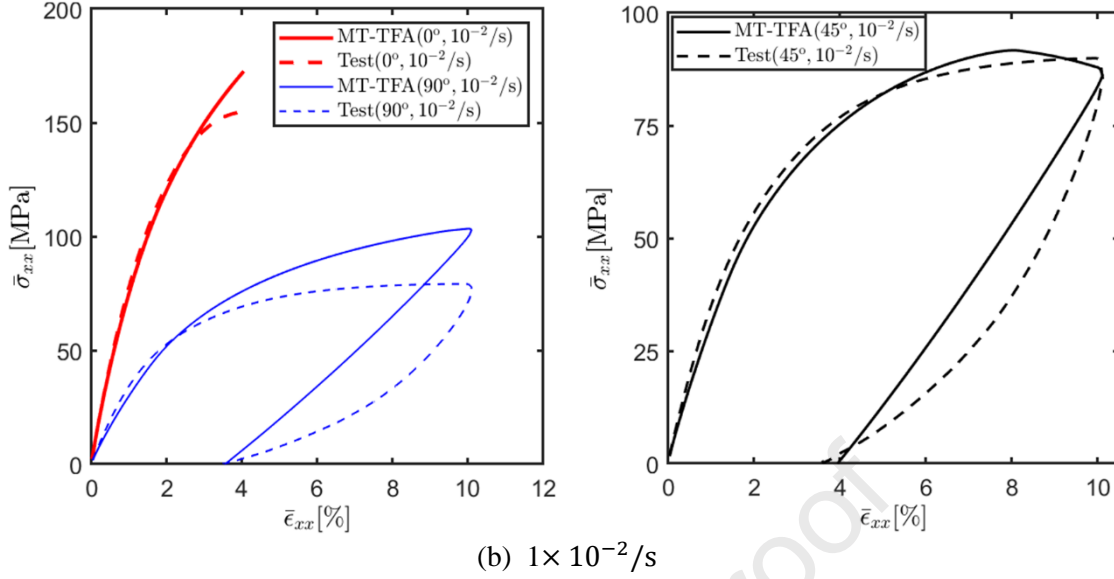 200
150
100
50
0
0 2 4 6 8 10 12
σ̄xx[MPa]
ϵ̄xx[%]
MT-TFA(0°, 10⁻²/s)
Test(0°, 10⁻²/s)
MT-TFA(90°, 10⁻²/s)
Test(90°, 10⁻²/s)
100
75
50
25
0
0 2 4 6 8 10
σ̄xx[MPa]
ϵ̄xx[%]
MT-TFA(45°, 10⁻²/s)
Test(45°, 10⁻²/s)
(b) 1× 10⁻²/s
roof